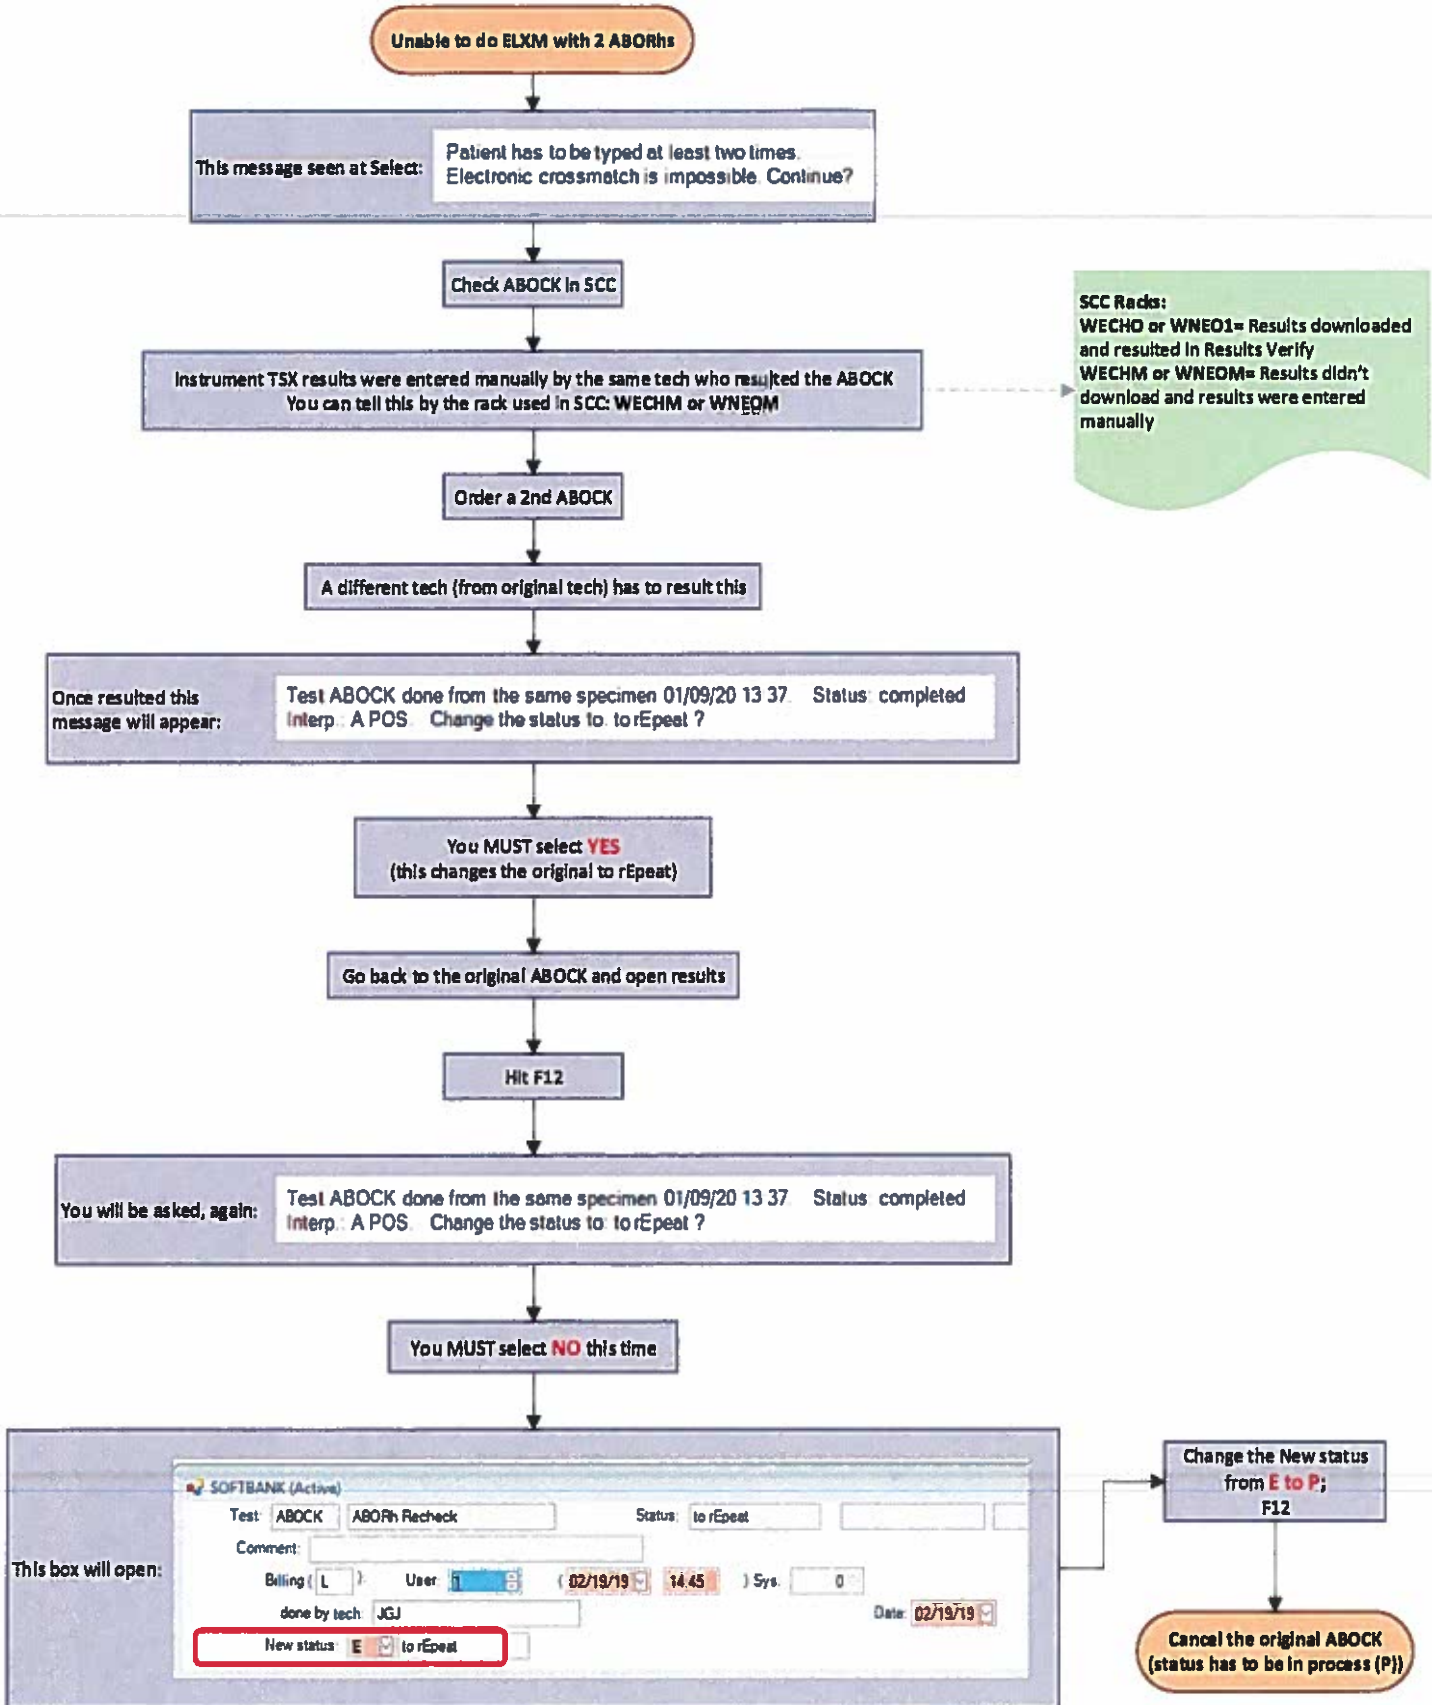 Unable to do ELXM with 2 ABORhs
This message seen at Select:
Patient has to be typed at least two times.
Electronic crossmatch is impossible. Continue?
Check ABOCK in SCC
Instrument TSX results were entered manually by the same tech who resulted the ABOCK
You can tell this by the rack used in SCC: WECHM or WNEOM
SCC Racks:
WECHO or WNEO1= Results downloaded
and resulted in Results Verify
WECHM or WNEOM= Results didn't
download and results were entered
manually
Order a 2nd ABOCK
A different tech (from original tech) has to result this
Once resulted this
message will appear:
Test ABOCK done from the same specimen 01/09/20 13 37. Status: completed
Interp.: A POS. Change the status to: to rEpeat ?
You MUST select YES
(this changes the original to rEpeat)
Go back to the original ABOCK and open results
Hit F12
You will be asked, again:
Test ABOCK done from the same specimen 01/09/20 13 37. Status: completed
Interp.: A POS. Change the status to: to rEpeat ?
You MUST select NO this time
This box will open:
SOFTBANK (Active)
Test: ABOCK ABORh Recheck Status: to rEpeat
Comment:
Billing ( L ) User 1 ( 02/19/19 14:45 ) Sys. 0
done by tech: JGJ Date: 02/19/19
New status: E to rEpeat
Change the New status
from E to P;
F12
Cancel the original ABOCK
(status has to be in process (P))